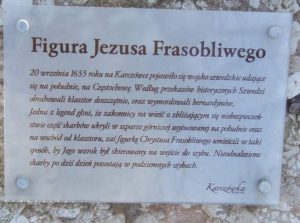 Figura Jezusa Frasobliwego
20 września 1655 roku na Karczówce pojawiło się wojsko szwedzkie udające
się na południe, na Częstochowę. Według przekazów historycznych Szwedzi
obrabowali klasztor doszczętnie, oraz wymordowali bernardynów.
Jedna z legend głosi, że zakonnicy na wieść o zbliżającym się niebezpieczeń-
stwie część skarbów ukryli w szparze górniczej usytuowanej na południe oraz
na wschód od klasztoru, zaś figurkę Chrystusa Frasobliwego umieścili w taki
sposób, by Jego wzrok był skierowany na wejście do szybu. Nieodnalezione
skarby po dziś dzień pozostają w podziemnych szybach.
Karczówka